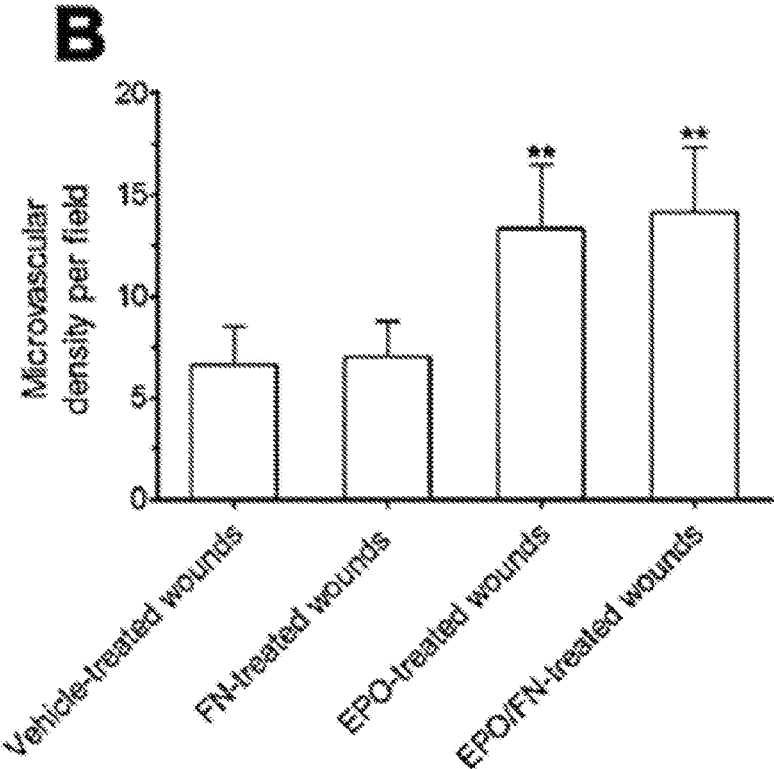 B
20
15
10
5
0
Microvascular
density per field
**
**
Vehicle-treated wounds
FN-treated wounds
EPO-treated wounds
EPO/FN-treated wounds